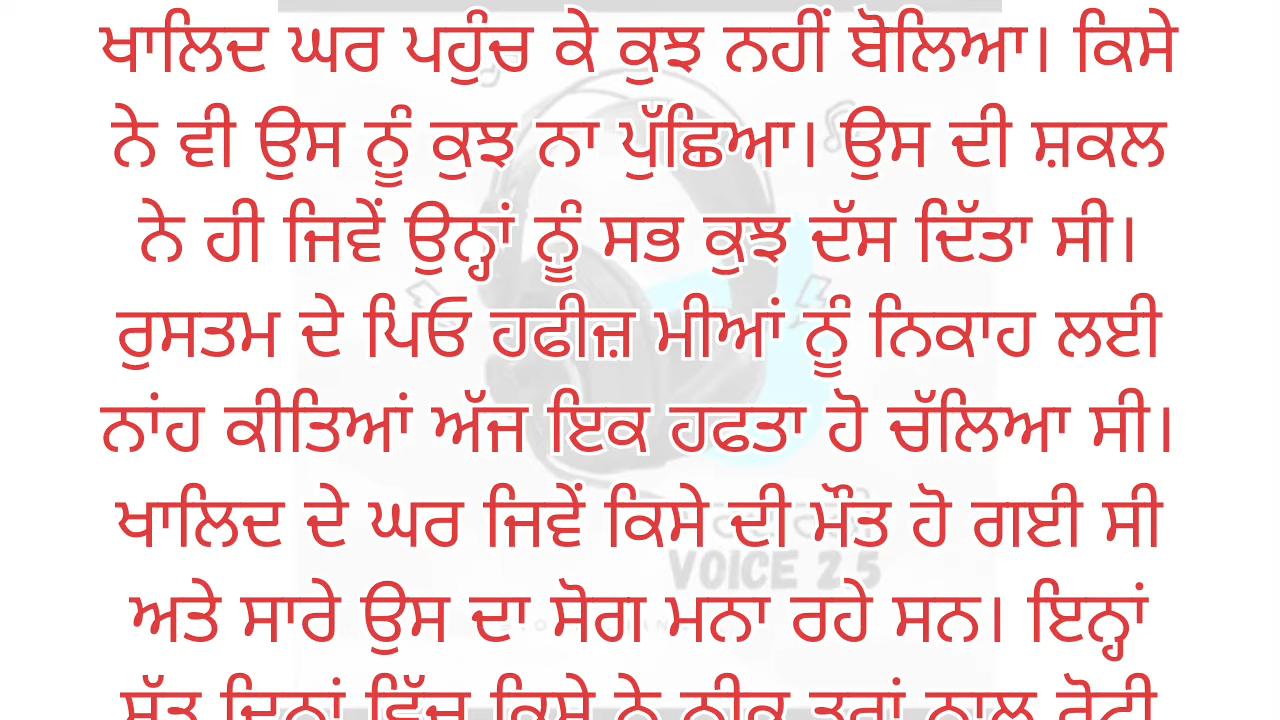 ਖਾਲਿਦ ਘਰ ਪਹੁੰਚ ਕੇ ਕੁਝ ਨਹੀਂ ਬੋਲਿਆ। ਕਿਸੇ
ਨੇ ਵੀ ਉਸ ਨੂੰ ਕੁਝ ਨਾ ਪੁੱਛਿਆ। ਉਸ ਦੀ ਸ਼ਕਲ
ਨੇ ਹੀ ਜਿਵੇਂ ਉਨ੍ਹਾਂ ਨੂੰ ਸਭ ਕੁਝ ਦੱਸ ਦਿੱਤਾ ਸੀ।
ਰੁਸਤਮ ਦੇ ਪਿਓ ਹਫੀਜ਼ ਮੀਆਂ ਨੂੰ ਨਿਕਾਹ ਲਈ
ਨਾਂਹ ਕੀਤਿਆਂ ਅੱਜ ਇਕ ਹਫਤਾ ਹੋ ਚੱਲਿਆ ਸੀ।
ਖਾਲਿਦ ਦੇ ਘਰ ਜਿਵੇਂ ਕਿਸੇ ਦੀ ਮੌਤ ਹੋ ਗਈ ਸੀ
VOICE 2.5
ਅਤੇ ਸਾਰੇ ਉਸ ਦਾ ਸੋਗ ਮਨਾ ਰਹੇ ਸਨ। ਇਨ੍ਹਾਂ
ਸੱਤ ਦਿਨਾਂ ਵਿੱਚ ਕਿਸੇ ਨੇ ਠੀਕ ਤਰਾਂ ਨਾਲ ਰੋਟੀ